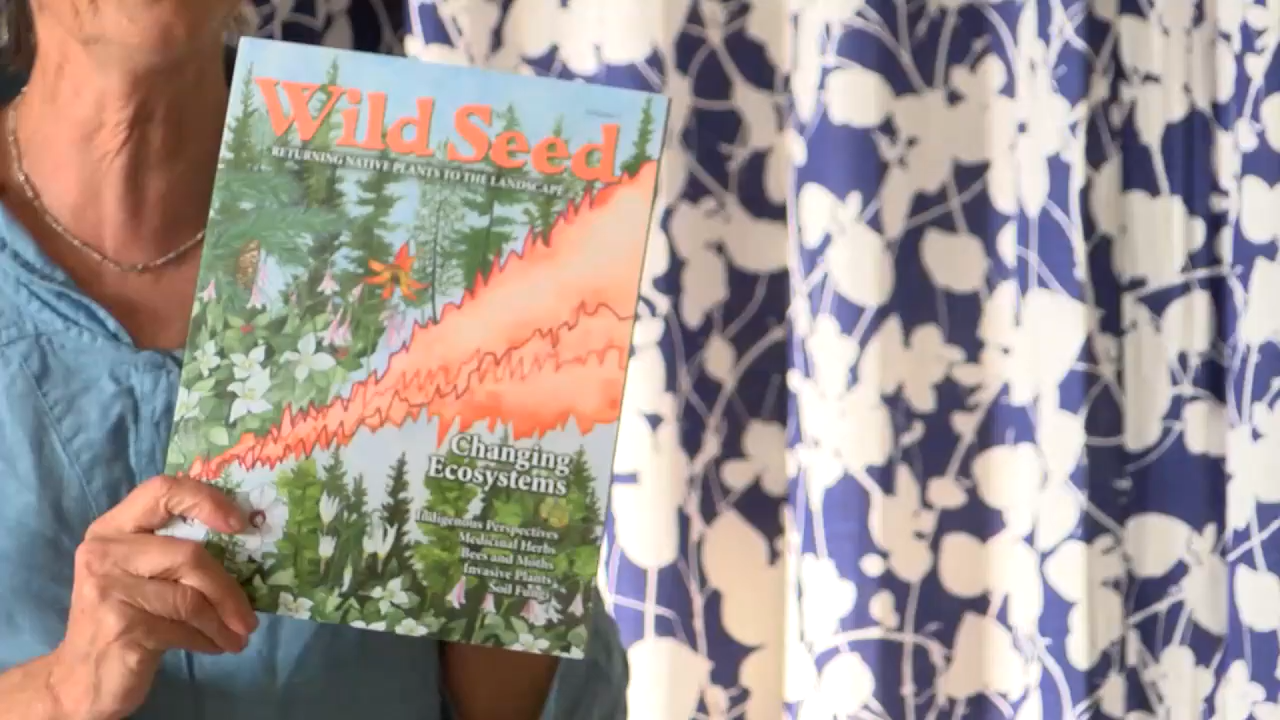 Wild Seed
RETURNING NATIVE PLANTS TO THE LANDSCAPE
Changing
Ecosystems
Indigenous Perspectives
Medicinal Herbs
Bees and Moths
Invasive Plants
Soil Fungi